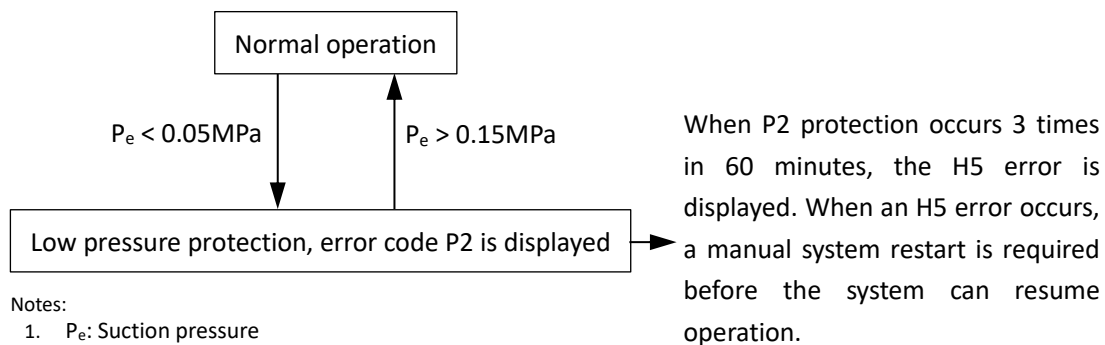 Normal operation
Pe < 0.05MPa
Pe > 0.15MPa
Low pressure protection, error code P2 is displayed
When P2 protection occurs 3 times
in 60 minutes, the H5 error is
displayed. When an H5 error occurs,
a manual system restart is required
before the system can resume
operation.
Notes:
1. Pe: Suction pressure